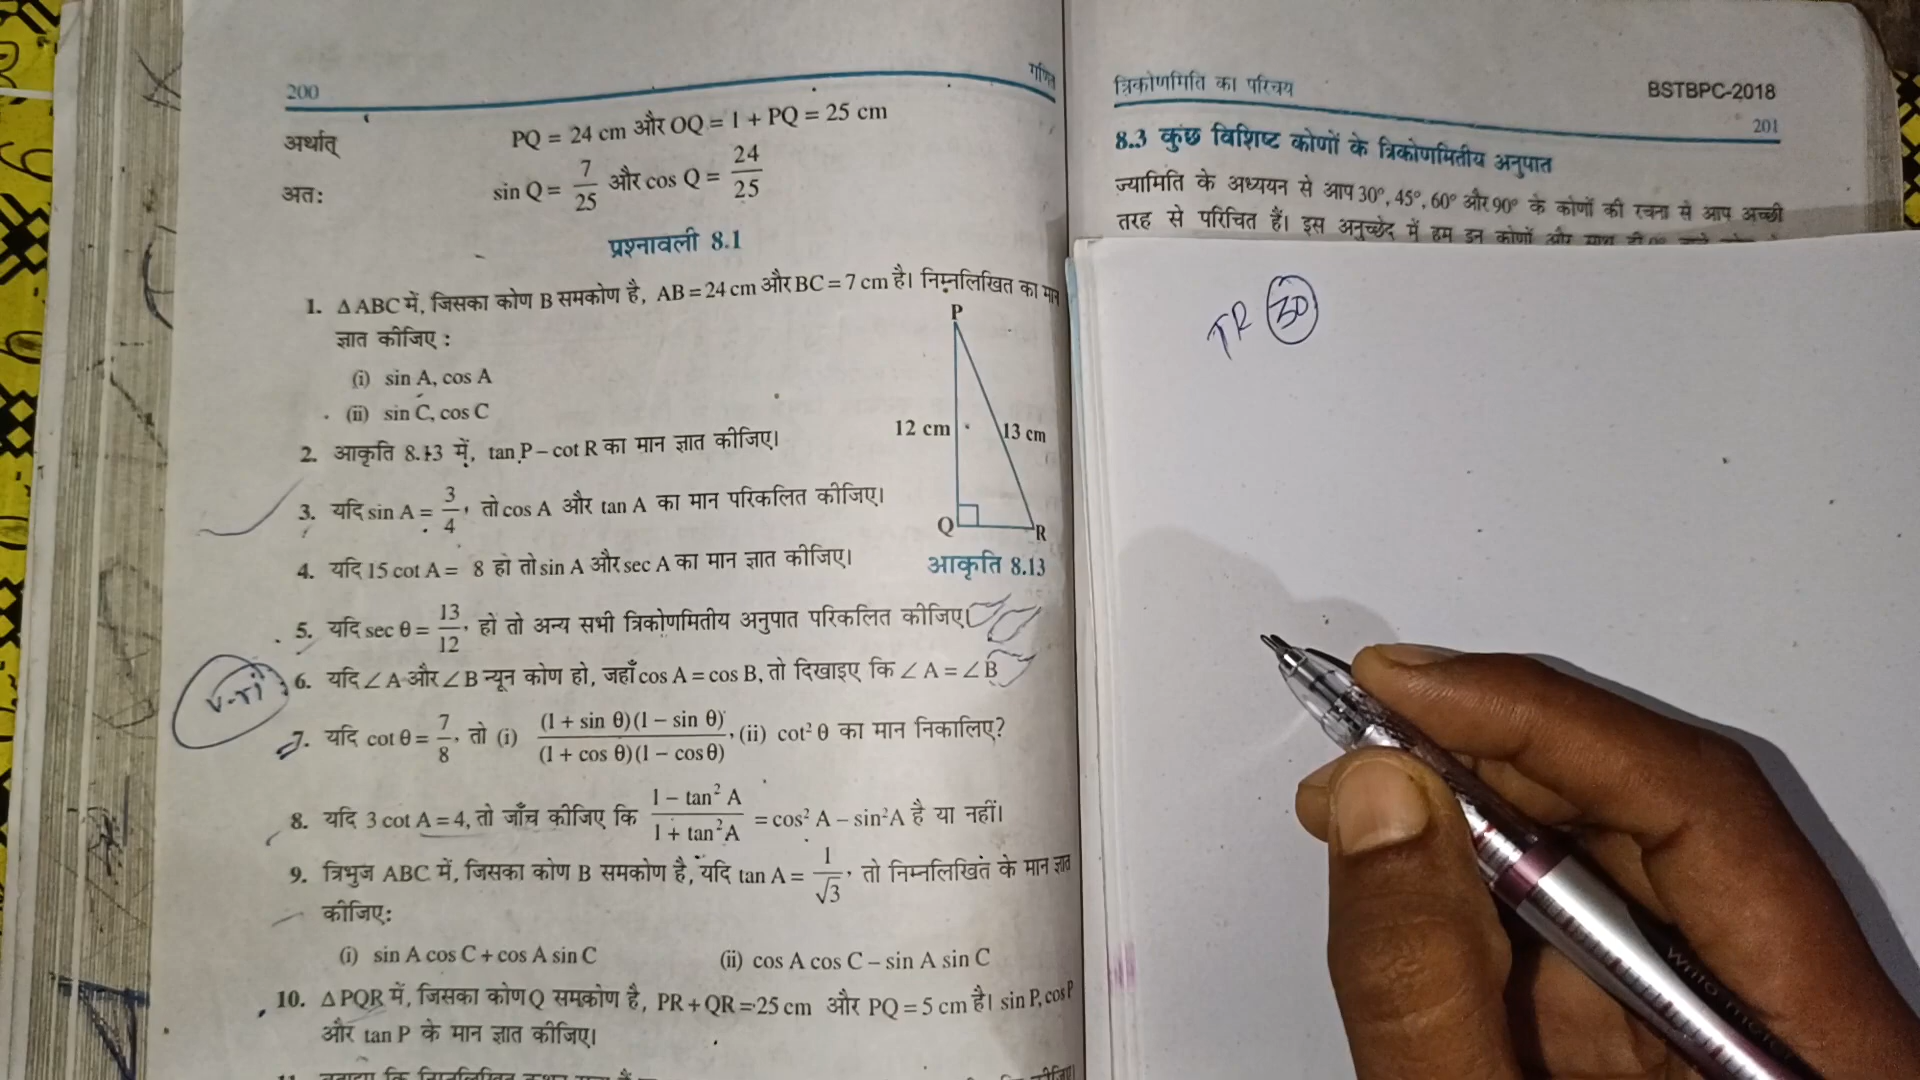 200
गणित
अर्थात् PQ = 24 cm और OQ = 1 + PQ = 25 cm
अतः sin Q = 7/25 और cos Q = 24/25
प्रश्नावली 8.1
1. Δ ABC में, जिसका कोण B समकोण है, AB = 24 cm और BC = 7 cm है। निम्नलिखित का मान
ज्ञात कीजिए :
(i) sin A, cos A
(ii) sin C, cos C
2. आकृति 8.13 में, tan P – cot R का मान ज्ञात कीजिए।
3. यदि sin A = 3/4, तो cos A और tan A का मान परिकलित कीजिए।
4. यदि 15 cot A = 8 हो तो sin A और sec A का मान ज्ञात कीजिए।
P
12 cm
13 cm
Q
R
आकृति 8.13
5. यदि sec θ = 13/12, हो तो अन्य सभी त्रिकोणमितीय अनुपात परिकलित कीजिए।
6. यदि ∠ A और ∠ B न्यून कोण हो, जहाँ cos A = cos B, तो दिखाइए कि ∠ A = ∠ B
7. यदि cot θ = 7/8, तो (i) (1 + sin θ)(1 – sin θ)/(1 + cos θ)(1 – cos θ), (ii) cot² θ का मान निकालिए?
8. यदि 3 cot A = 4, तो जाँच कीजिए कि 1 – tan² A/1 + tan² A = cos² A – sin² A है या नहीं।
9. त्रिभुज ABC में, जिसका कोण B समकोण है, यदि tan A = 1/√3, तो निम्नलिखित के मान ज्ञात
कीजिए:
(i) sin A cos C + cos A sin C (ii) cos A cos C – sin A sin C
10. Δ PQR में, जिसका कोण Q समकोण है, PR + QR = 25 cm और PQ = 5 cm है। sin P, cos P
और tan P के मान ज्ञात कीजिए।
त्रिकोणमिति का परिचय
BSTBPC-2018
201
8.3 कुछ विशिष्ट कोणों के त्रिकोणमितीय अनुपात
ज्यामिति के अध्ययन से आप 30°, 45°, 60° और 90° के कोणों की रचना से आप अच्छी
तरह से परिचित हैं। इस अनुच्छेद में हम इन कोणों और साथ ही 0°
TR 30